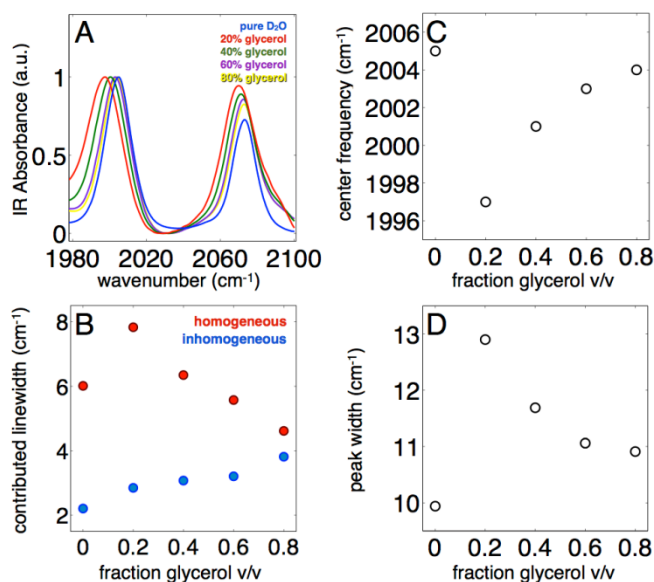 A
pure D₂O
20% glycerol
40% glycerol
60% glycerol
80% glycerol
IR Absorbance (a.u.)
1
0.5
0
1980 2020 2060 2100
wavenumber (cm⁻¹)
C
center frequency (cm⁻¹)
2006
2004
2002
2000
1998
1996
0 0.2 0.4 0.6 0.8
fraction glycerol v/v
B
homogeneous
inhomogeneous
contributed linewidth (cm⁻¹)
8
6
4
2
0 0.2 0.4 0.6 0.8
fraction glycerol v/v
D
peak width (cm⁻¹)
13
12
11
10
0 0.2 0.4 0.6 0.8
fraction glycerol v/v